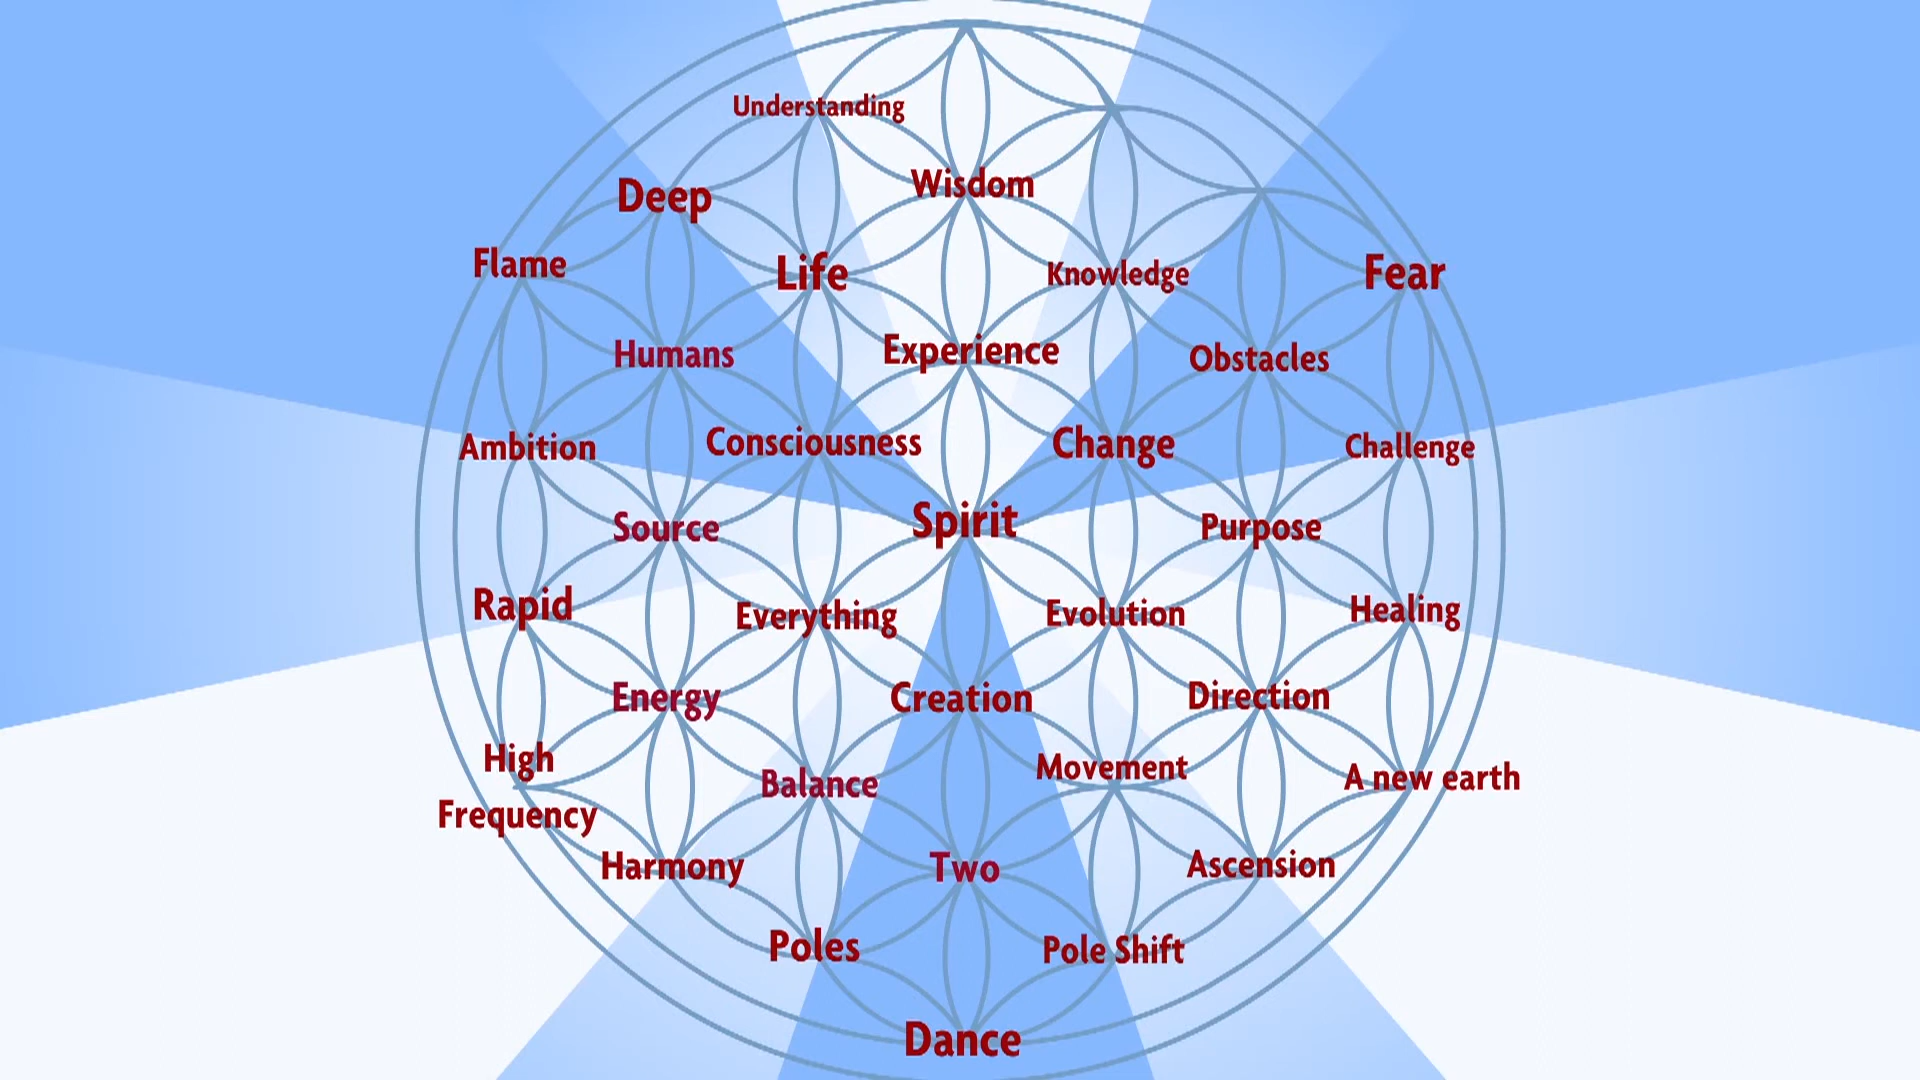 Understanding
Deep
Wisdom
Flame
Life
Knowledge
Fear
Humans
Experience
Obstacles
Ambition
Consciousness
Change
Challenge
Source
Spirit
Purpose
Rapid
Everything
Evolution
Healing
Energy
Creation
Direction
High
Frequency
Balance
Movement
A new earth
Harmony
Two
Ascension
Poles
Pole Shift
Dance